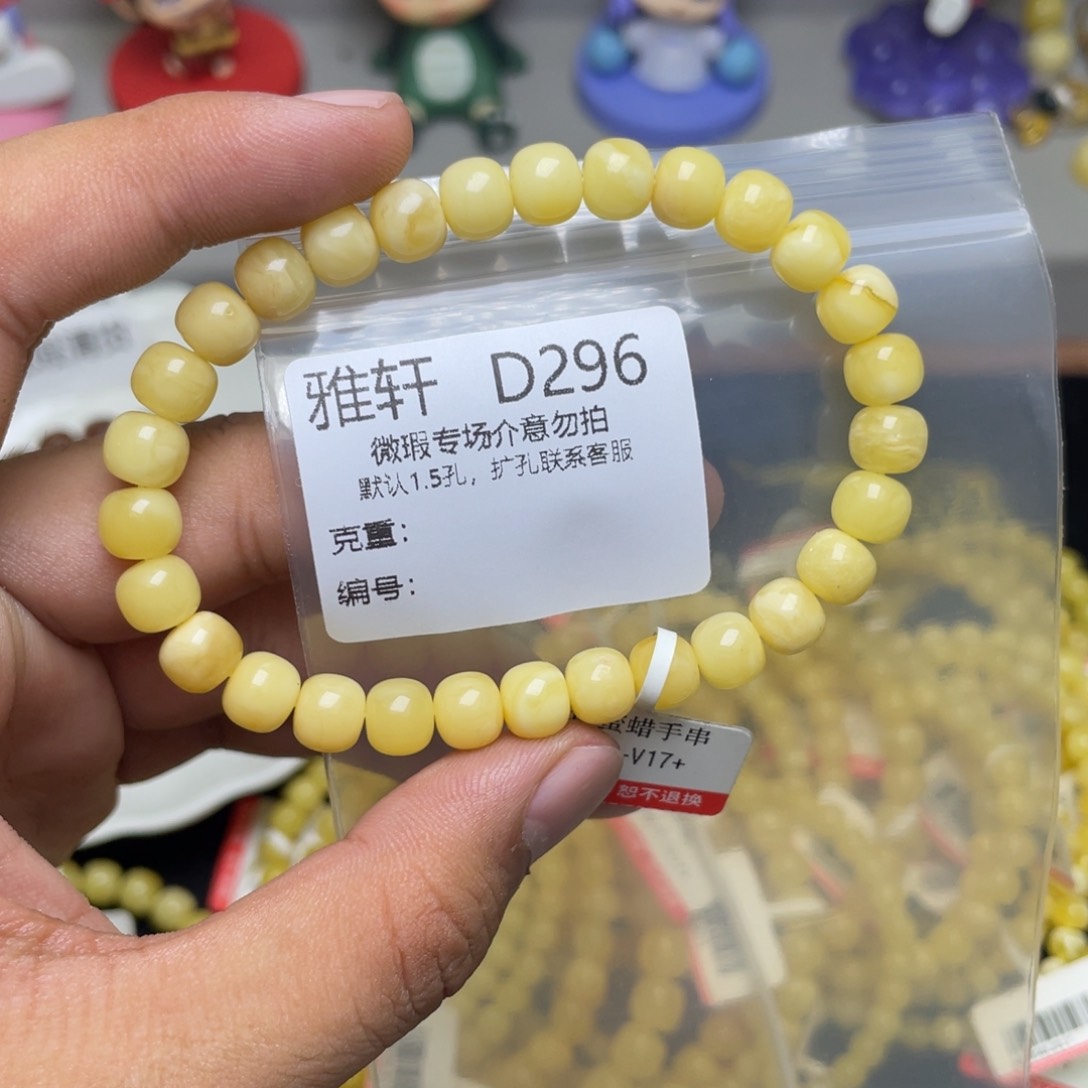 雅轩 D296
微瑕专场介意勿拍
默认1.5孔，扩孔联系客服
克重：
编号：
蜜蜡手串
-V17+
恕不退换